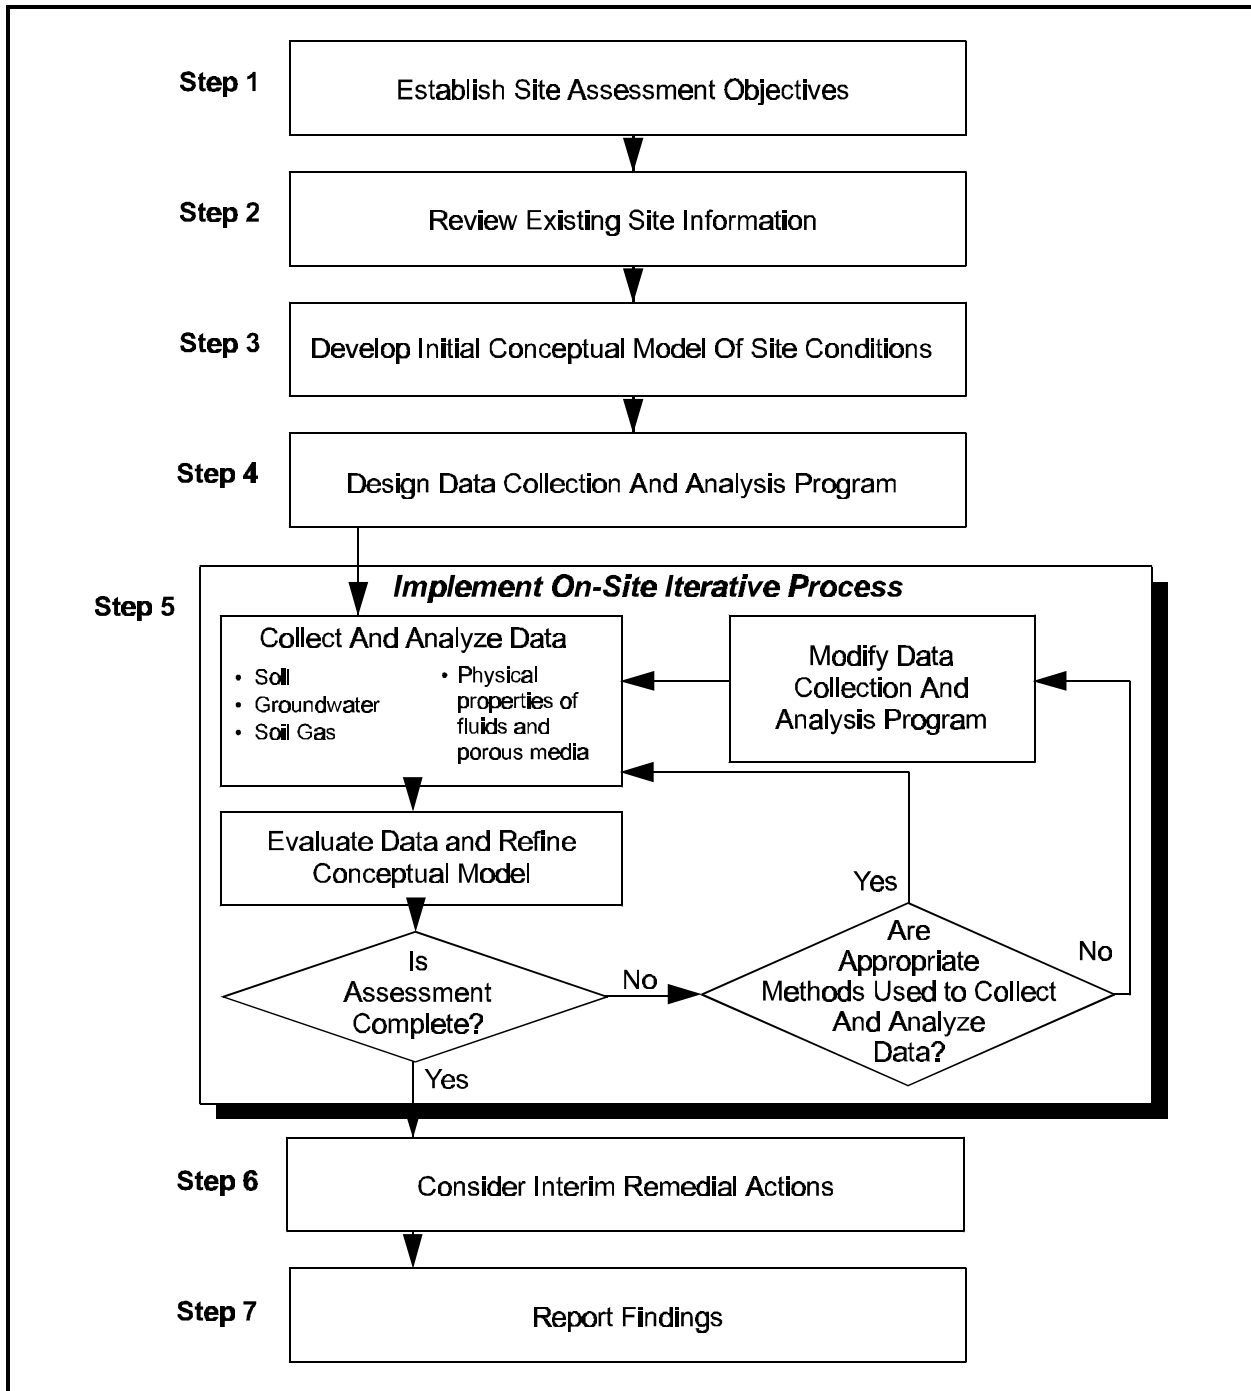 Step 1
Establish Site Assessment Objectives
Step 2
Review Existing Site Information
Step 3
Develop Initial Conceptual Model Of Site Conditions
Step 4
Design Data Collection And Analysis Program
Step 5
Implement On-Site Iterative Process
Collect And Analyze Data
• Soil
• Groundwater
• Soil Gas
• Physical
properties of
fluids and
porous media
Modify Data
Collection And
Analysis Program
Evaluate Data and Refine
Conceptual Model
Is
Assessment
Complete?
No
Yes
Are
Appropriate
Methods Used to Collect
And Analyze
Data?
Yes
No
Step 6
Consider Interim Remedial Actions
Step 7
Report Findings